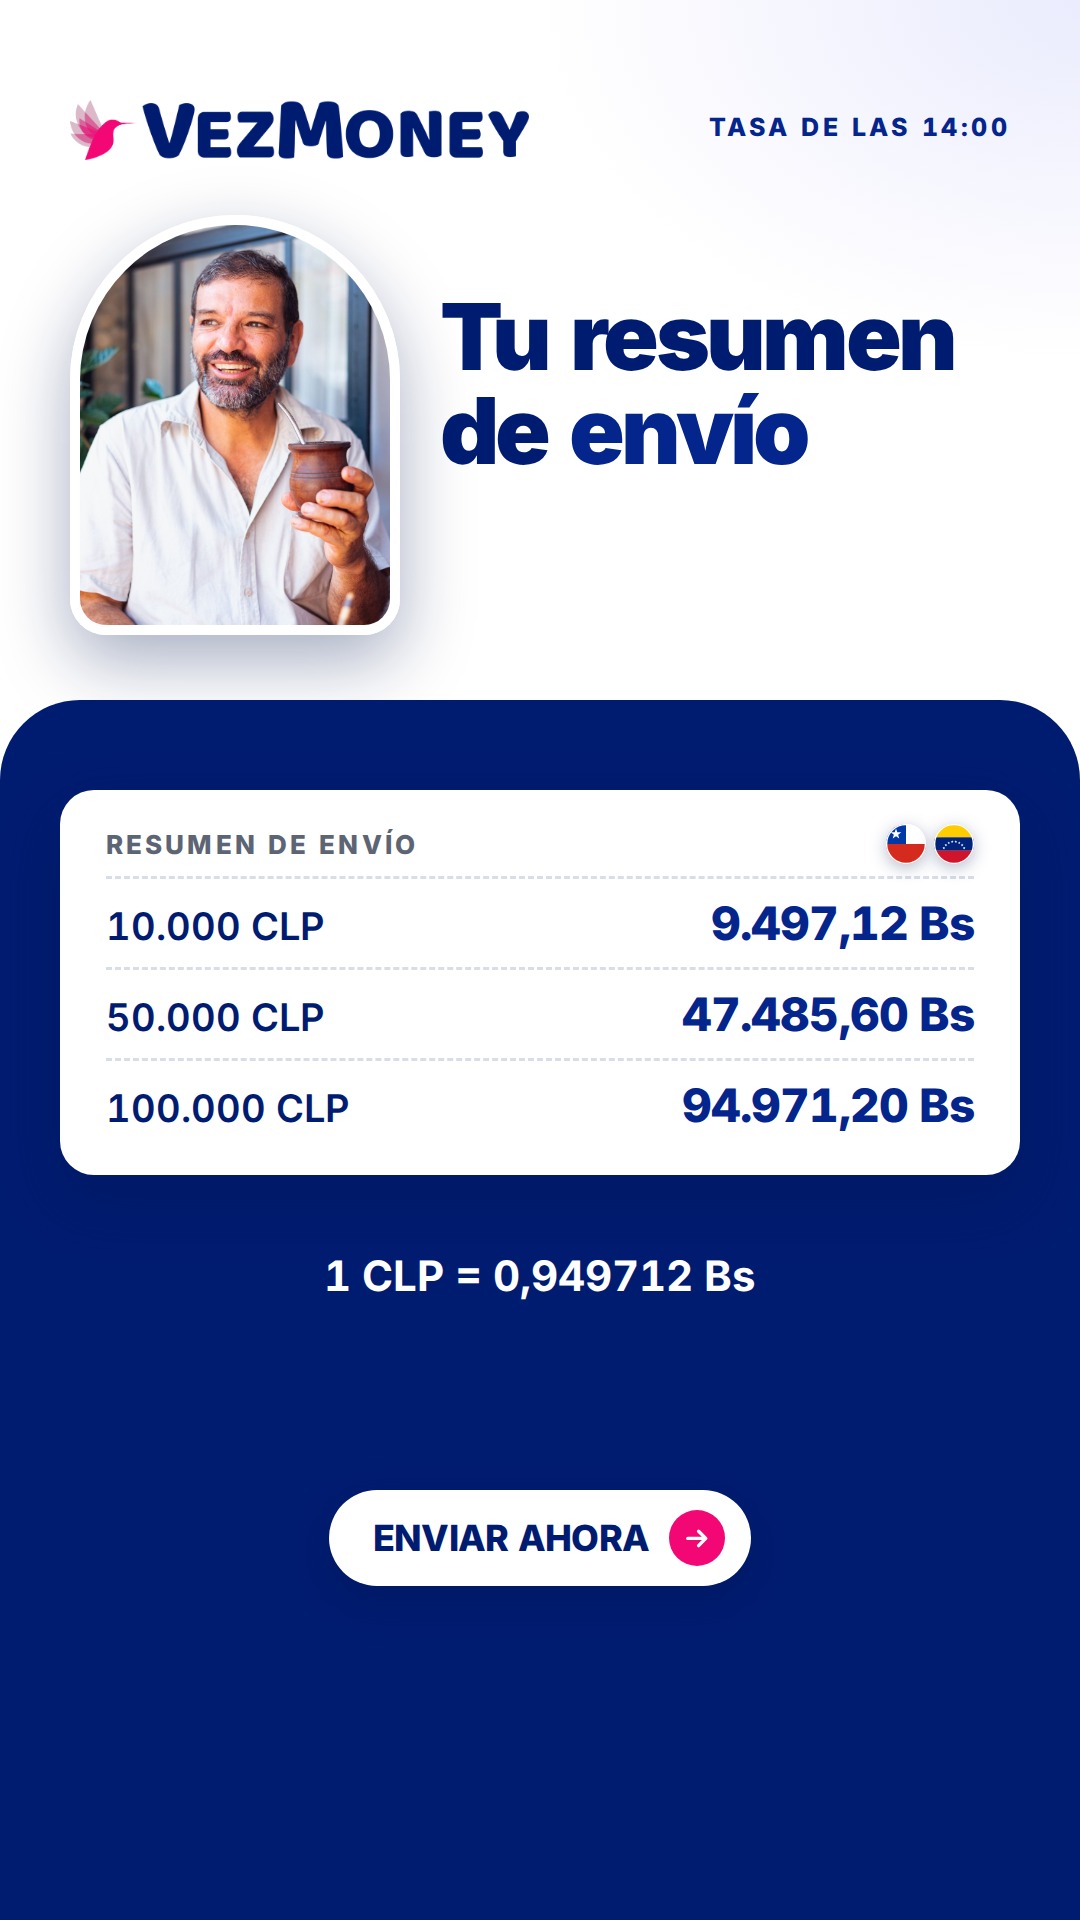 VEZMONEY
TASA DE LAS 14:00
Tu resumen
de envío
RESUMEN DE ENVÍO
10.000 CLP 9.497,12 Bs
50.000 CLP 47.485,60 Bs
100.000 CLP 94.971,20 Bs
1 CLP = 0,949712 Bs
ENVIAR AHORA